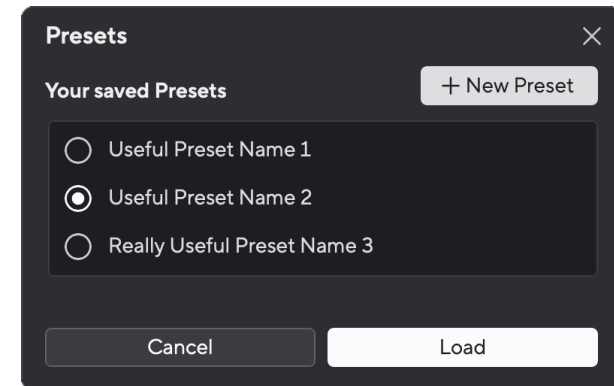 Presets
Your saved Presets
+ New Preset
Useful Preset Name 1
Useful Preset Name 2
Really Useful Preset Name 3
Cancel
Load